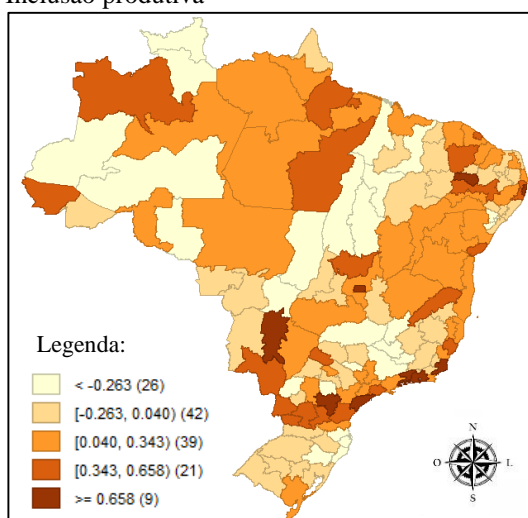 Inclusão produtiva
Legenda:
< -0.263 (26)
[-0.263, 0.040) (42)
[0.040, 0.343) (39)
[0.343, 0.658) (21)
>= 0.658 (9)
N
O
L
S